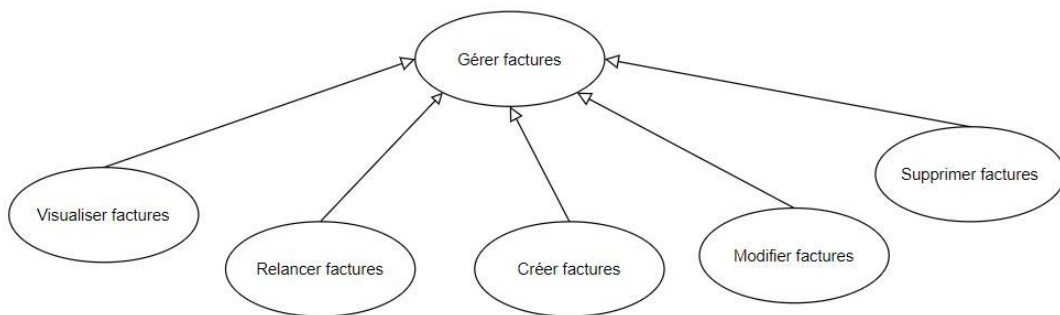 Gérer factures
Supprimer factures
Visualiser factures
Modifier factures
Relancer factures
Créer factures